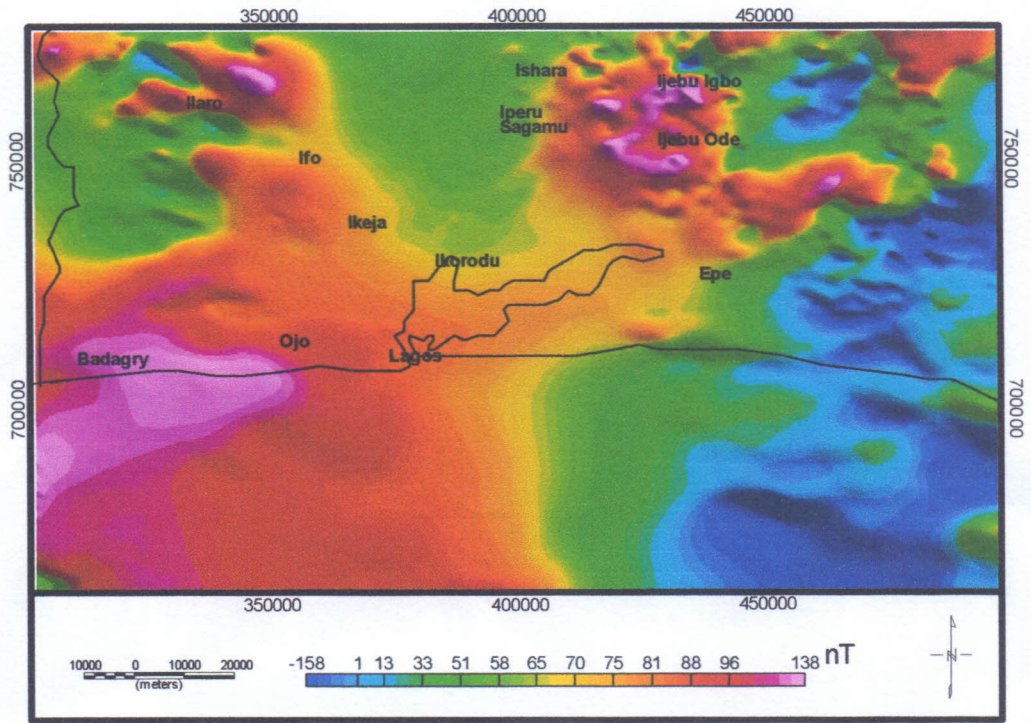 350000 400000 450000
Ishara
Ijebu Igbo
Ilaro
Iperu
Sagamu
Ijebu Ode
750000
750000
Ifo
Ikeja
Ikorodu
Epe
Ojo
Lagos
Badagry
700000
700000
350000 400000 450000
10000 0 10000 20000
(meters)
-158 1 13 33 51 58 65 70 75 81 88 96 138 nT
N